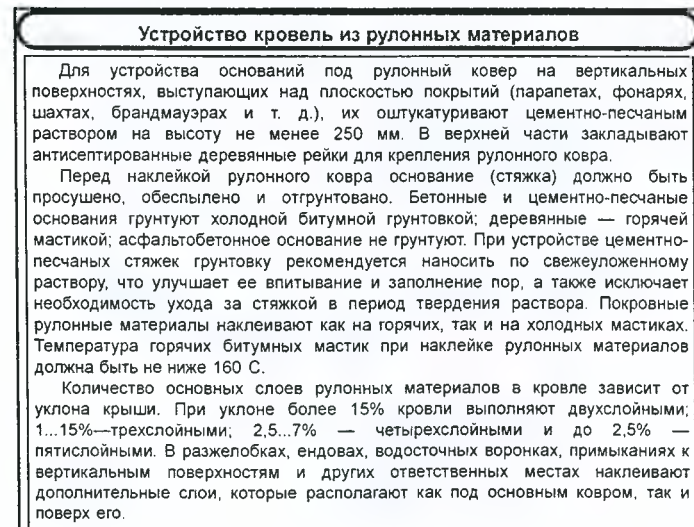 Устройство кровель из рулонных материалов
Для устройства оснований под рулонный ковер на вертикальных
поверхностях, выступающих над плоскостью покрытий (парапетах, фонарях,
шахтах, брандмауэрах и т. д.), их оштукатуривают цементно-песчаным
раствором на высоту не менее 250 мм. В верхней части закладывают
антисептированные деревянные рейки для крепления рулонного ковра.
Перед наклейкой рулонного ковра основание (стяжка) должно быть
просушено, обеспылено и отгрунтовано. Бетонные и цементно-песчаные
основания грунтуют холодной битумной грунтовкой; деревянные — горячей
мастикой; асфальтобетонное основание не грунтуют. При устройстве цементно-
песчаных стяжек грунтовку рекомендуется наносить по свежеуложенному
раствору, что улучшает ее впитывание и заполнение пор, а также исключает
необходимость ухода за стяжкой в период твердения раствора. Покровные
рулонные материалы наклеивают как на горячих, так и на холодных мастиках.
Температура горячих битумных мастик при наклейке рулонных материалов
должна быть не ниже 160 С.
Количество основных слоев рулонных материалов в кровле зависит от
уклона крыши. При уклоне более 15% кровли выполняют двухслойными;
1...15%—трехслойными; 2,5...7% — четырехслойными и до 2,5% —
пятислойными. В разжелобках, ендовах, водосточных воронках, примыканиях к
вертикальным поверхностям и других ответственных местах наклеивают
дополнительные слои, которые располагают как под основным ковром, так и
поверх его.